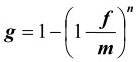 g = 1 - (1 - f/m)^n